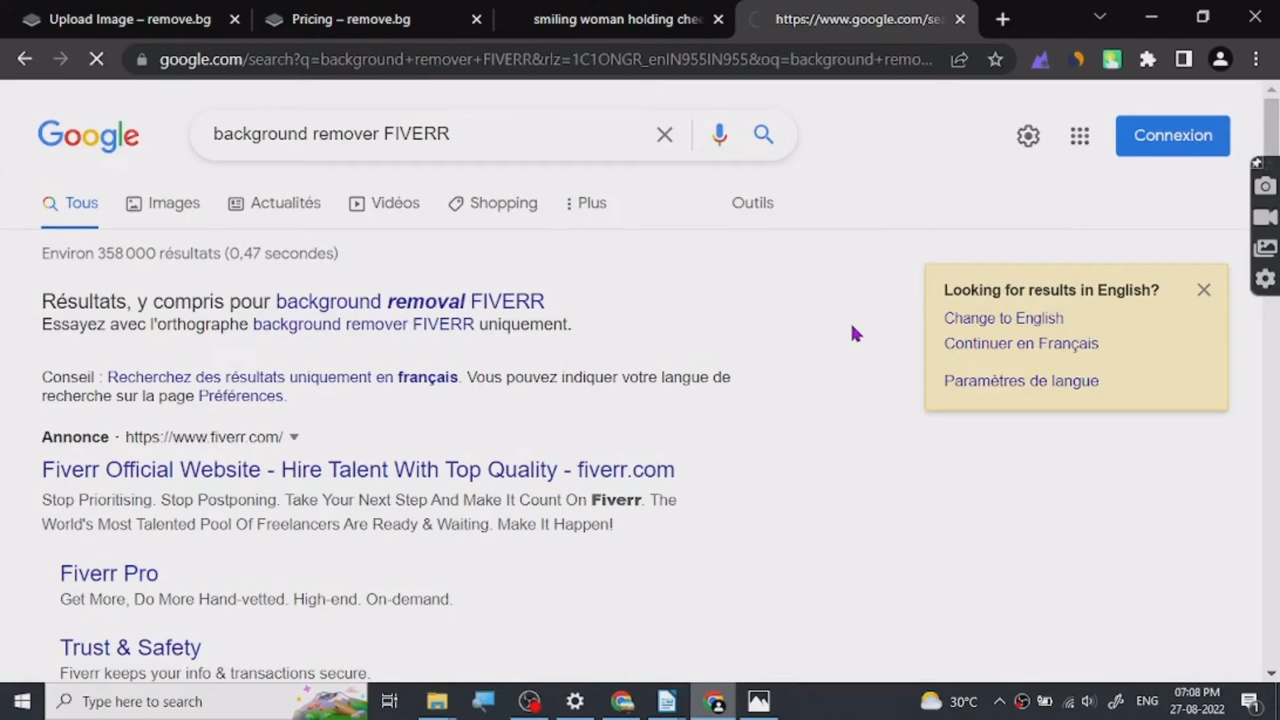 Upload Image – remove.bg
Pricing – remove.bg
smiling woman holding che
https://www.google.com/sea
google.com/search?q=background+remover+FIVERR&rlz=1C1ONGR_enIN955IN955&oq=background+remo...
Google
background remover FIVERR
Connexion
Tous
Images
Actualités
Vidéos
Shopping
Plus
Outils
Environ 358 000 résultats (0,47 secondes)
Résultats, y compris pour background removal FIVERR
Essayez avec l'orthographe background remover FIVERR uniquement.
Looking for results in English?
Change to English
Continuer en Français
Paramètres de langue
Conseil : Recherchez des résultats uniquement en français. Vous pouvez indiquer votre langue de
recherche sur la page Préférences.
Annonce · https://www.fiverr.com/
Fiverr Official Website - Hire Talent With Top Quality - fiverr.com
Stop Prioritising. Stop Postponing. Take Your Next Step And Make It Count On Fiverr. The
World's Most Talented Pool Of Freelancers Are Ready & Waiting. Make It Happen!
Fiverr Pro
Get More, Do More Hand-vetted. High-end. On-demand.
Trust & Safety
Fiverr keeps your info & transactions secure.
Type here to search
30°C
ENG
07:08 PM
27-08-2022
1